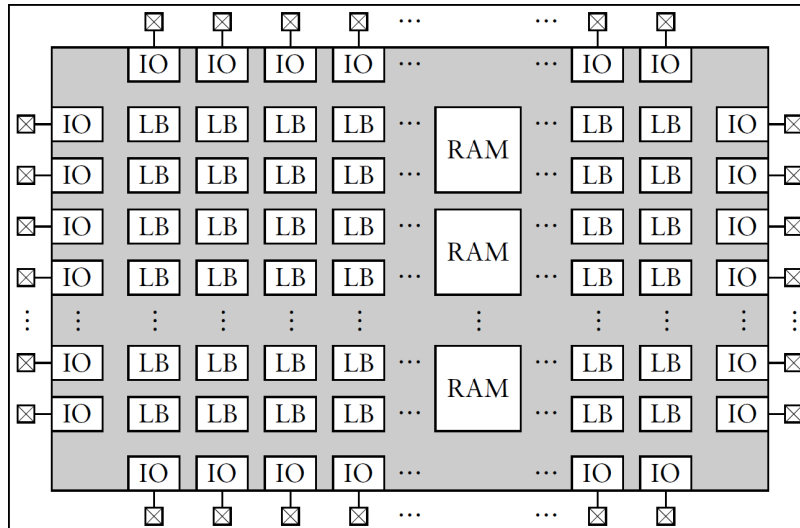 ... ...
IO IO IO IO ... ... IO IO
IO LB LB LB LB ... RAM ... LB LB IO
IO LB LB LB LB ... ... LB LB IO
IO LB LB LB LB ... RAM ... LB LB IO
IO LB LB LB LB ... ... LB LB IO
⋮ ⋮ ⋮ ⋮ ⋮ ⋮ ⋮ ⋮ ⋮ ⋮ ⋮
IO LB LB LB LB ... RAM ... LB LB IO
IO LB LB LB LB ... ... LB LB IO
IO IO IO IO ... ... IO IO
... ...